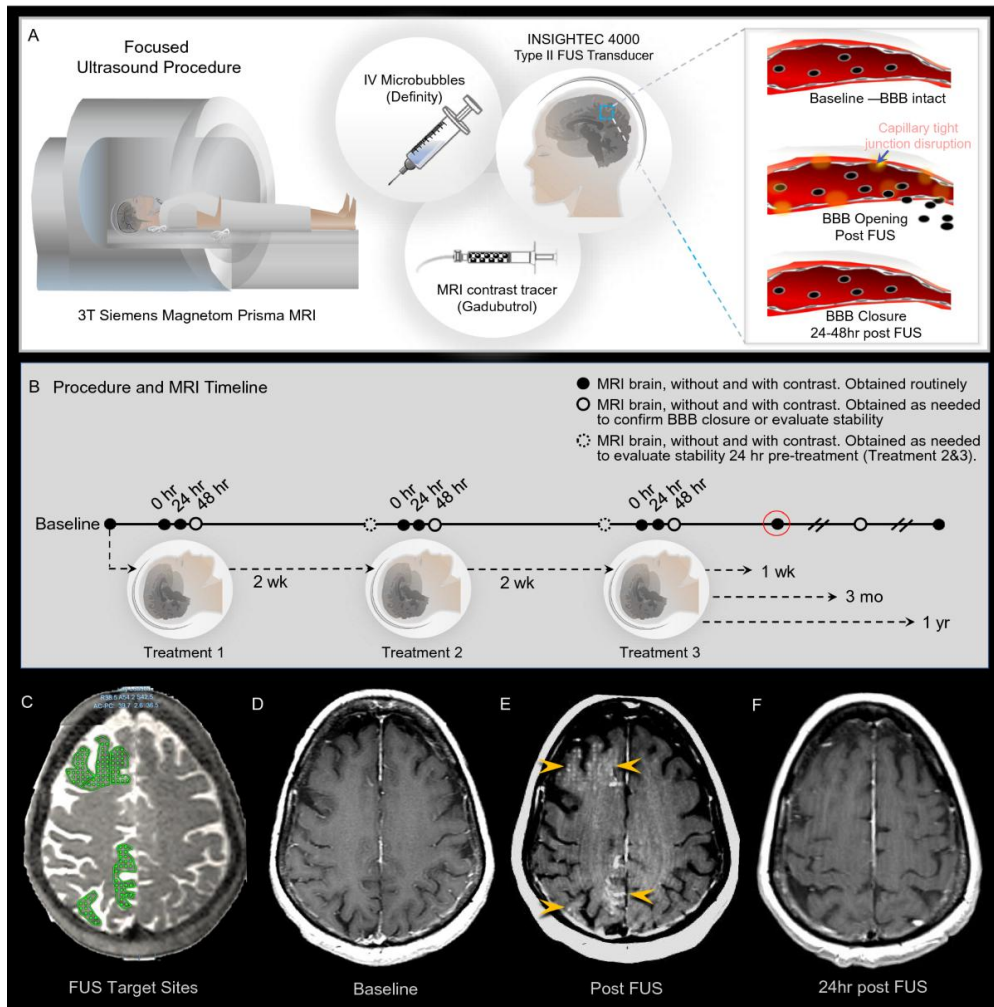 A
Focused
Ultrasound Procedure
3T Siemens Magnetom Prisma MRI
IV Microbubbles
(Definity)
INSIGHTEC 4000
Type II FUS Transducer
MRI contrast tracer
(Gadubutrol)
Baseline —BBB intact
Capillary tight
junction disruption
BBB Opening
Post FUS
BBB Closure
24-48hr post FUS
B Procedure and MRI Timeline
MRI brain, without and with contrast. Obtained routinely
MRI brain, without and with contrast. Obtained as needed
to confirm BBB closure or evaluate stability
MRI brain, without and with contrast. Obtained as needed
to evaluate stability 24 hr pre-treatment (Treatment 2&3).
0 hr 24 hr 48 hr 0 hr 24 hr 48 hr 0 hr 24 hr 48 hr
Baseline
2 wk 2 wk 1 wk
3 mo
1 yr
Treatment 1 Treatment 2 Treatment 3
C D E F
FUS Target Sites Baseline Post FUS 24hr post FUS